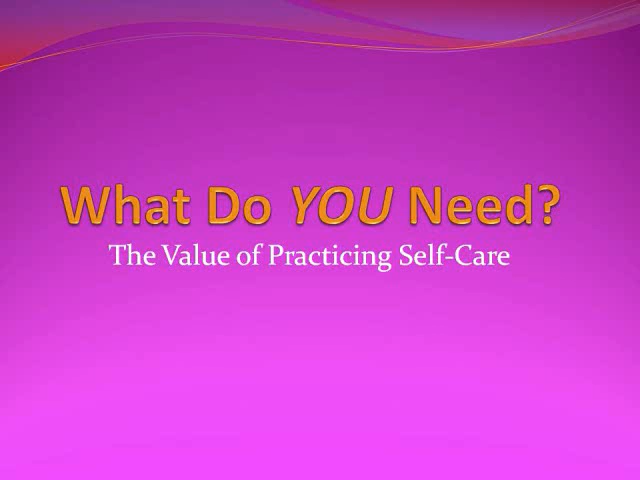 What Do YOU Need?
The Value of Practicing Self-Care